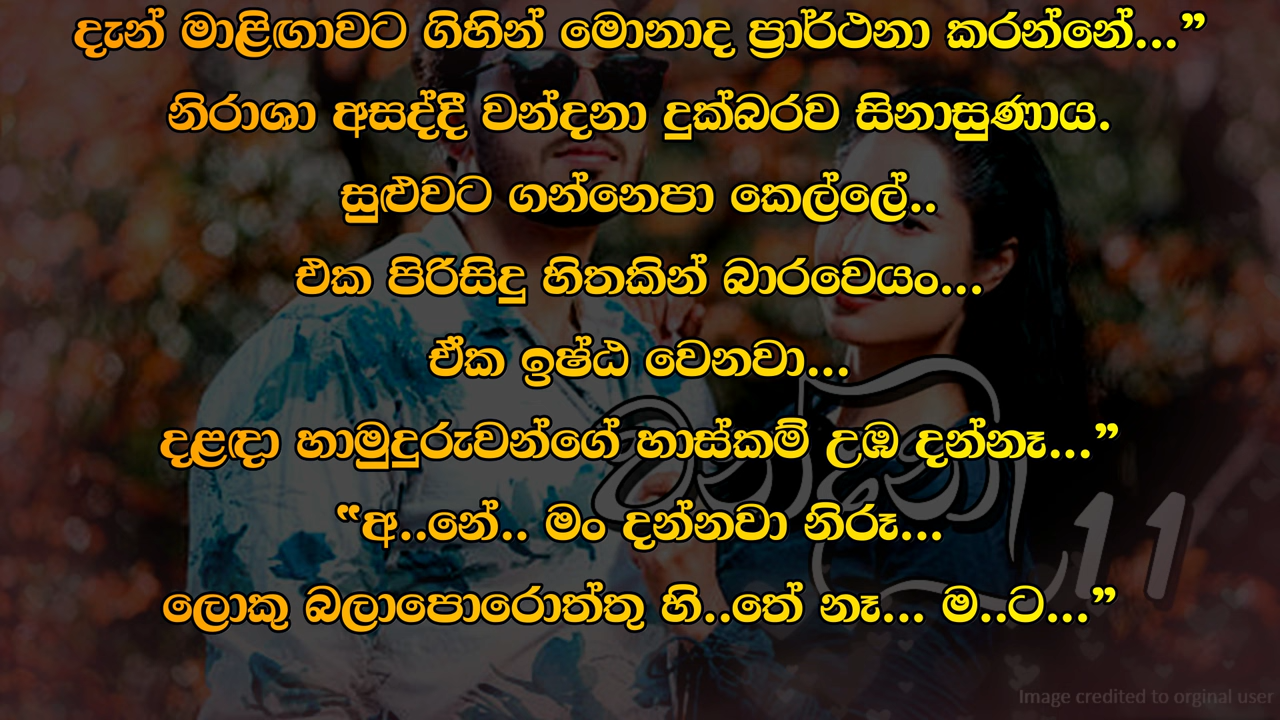 දැන් මාළිගාවට ගිහින් මොනාද ප්‍රාර්ථනා කරන්නේ...”
නිරාශා අසද්දී වන්දනා දුක්බරව සිනාසුණාය.
සුළුවට ගන්නෙපා කෙල්ලේ..
එක පිරිසිදු හිතකින් බාරවෙයං...
ඒක ඉෂ්ඨ වෙනවා...
දළඳා හාමුදුරුවන්ගේ හාස්කම් උඹ දන්නෑ...”
“අ..නේ.. මං දන්නවා නිරූ...
ලොකු බලාපොරොත්තු හි..තේ නෑ... ම..ට...”
11
Image credited to orginal user